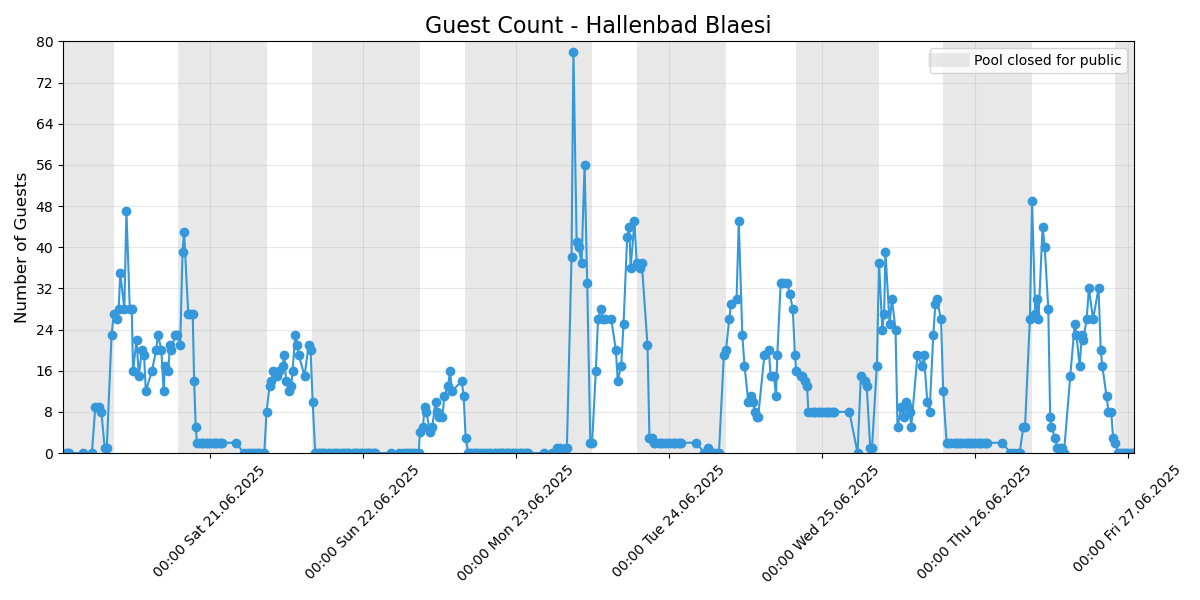 Guest Count - Hallenbad Blaesi
Pool closed for public
Number of Guests
80
72
64
56
48
40
32
24
16
8
0
00:00 Sat 21.06.2025
00:00 Sun 22.06.2025
00:00 Mon 23.06.2025
00:00 Tue 24.06.2025
00:00 Wed 25.06.2025
00:00 Thu 26.06.2025
00:00 Fri 27.06.2025